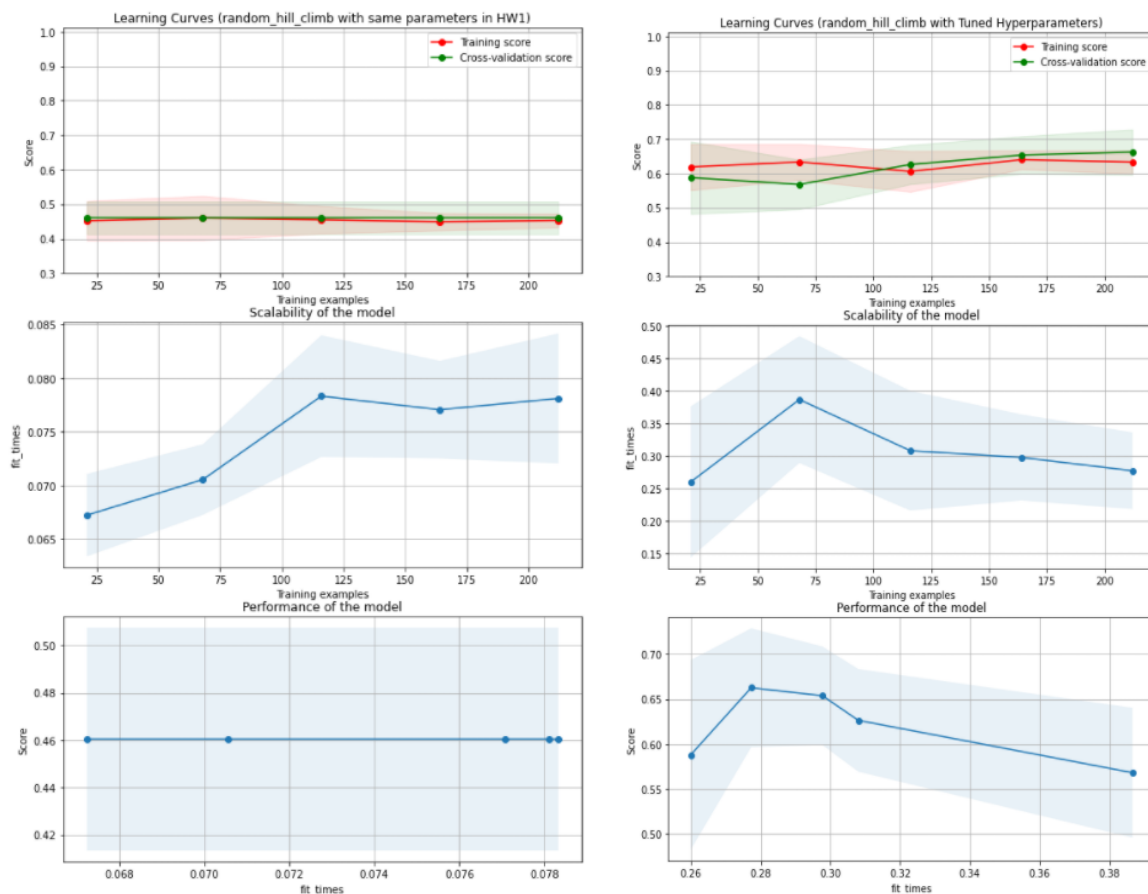 Learning Curves (random_hill_climb with same parameters in HW1)
1.0
0.9
0.8
0.7
0.6
0.5
0.4
0.3
Score
Training score
Cross-validation score
25 50 75 100 125 150 175 200
Training examples
Scalability of the model
0.085
0.080
0.075
0.070
0.065
fit_times
25 50 75 100 125 150 175 200
Training examples
Performance of the model
0.50
0.48
0.46
0.44
0.42
Score
0.068 0.070 0.072 0.074 0.076 0.078
fit_times
Learning Curves (random_hill_climb with Tuned Hyperparameters)
1.0
0.9
0.8
0.7
0.6
0.5
0.4
0.3
Score
Training score
Cross-validation score
25 50 75 100 125 150 175 200
Training examples
Scalability of the model
0.50
0.45
0.40
0.35
0.30
0.25
0.20
0.15
fit_times
25 50 75 100 125 150 175 200
Training examples
Performance of the model
0.70
0.65
0.60
0.55
0.50
Score
0.26 0.28 0.30 0.32 0.34 0.36 0.38
fit_times